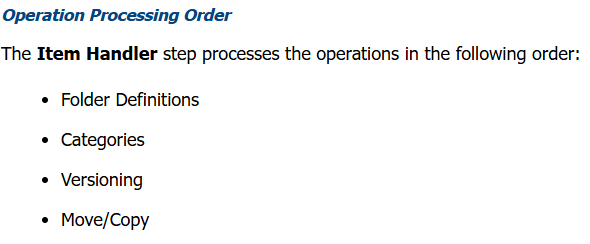 Operation Processing Order
The Item Handler step processes the operations in the following order:
• Folder Definitions
• Categories
• Versioning
• Move/Copy